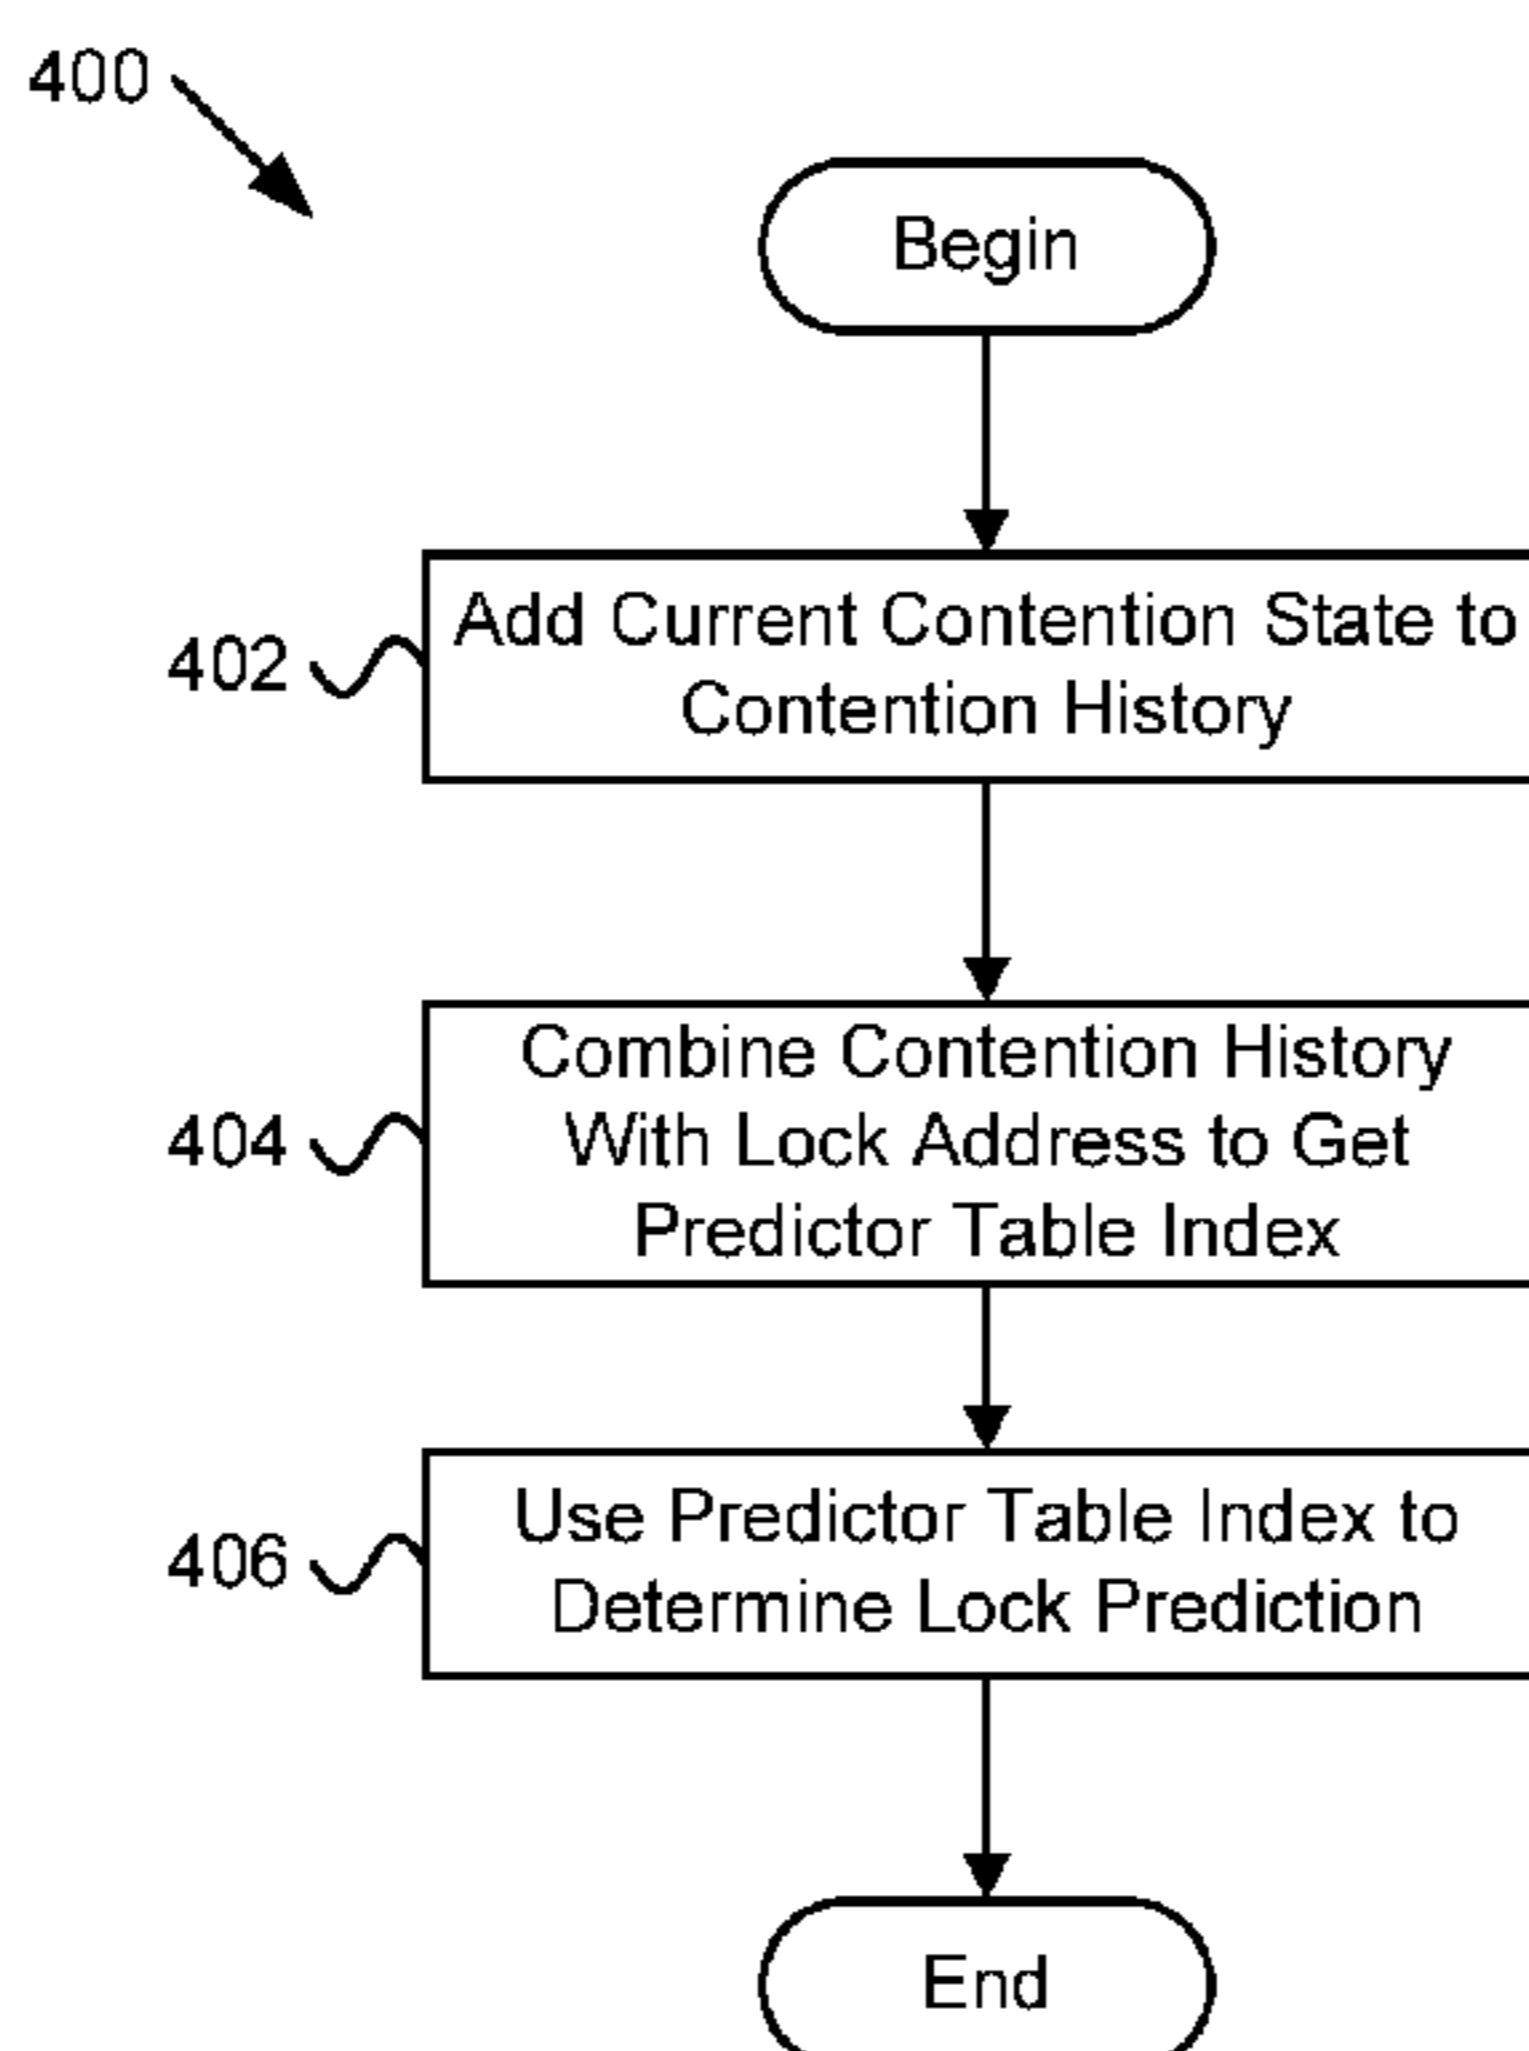 400
Begin
402
Add Current Contention State to
Contention History
404
Combine Contention History
With Lock Address to Get
Predictor Table Index
406
Use Predictor Table Index to
Determine Lock Prediction
End